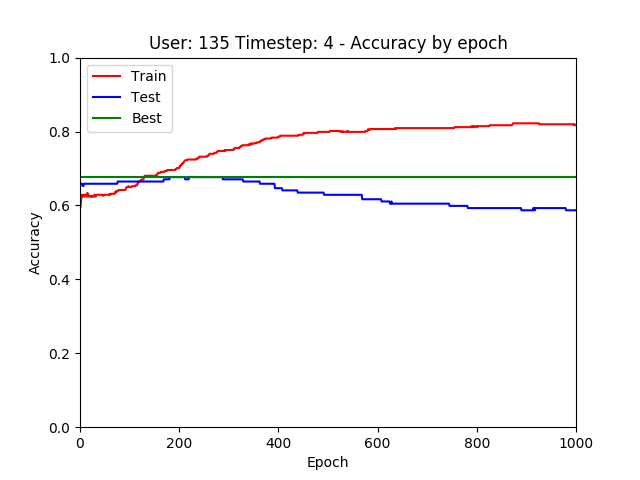 User: 135 Timestep: 4 - Accuracy by epoch
1.0
Train
Test
Best
0.8
0.6
Accuracy
0.4
0.2
0.0
0 200 400 600 800 1000
Epoch